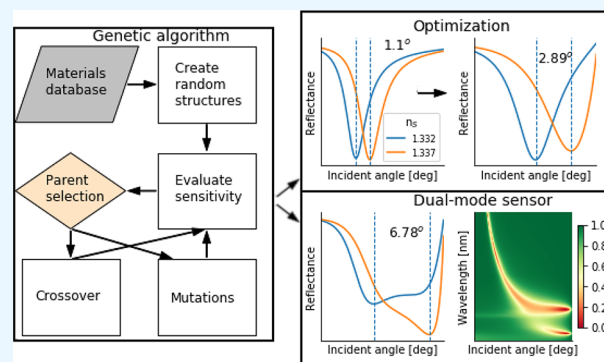 Genetic algorithm
Materials
database
Create
random
structures
Parent
selection
Evaluate
sensitivity
Crossover
Mutations
Optimization
Reflectance
1.1°
n_S
1.332
1.337
Incident angle [deg]
Reflectance
2.89°
Incident angle [deg]
Dual-mode sensor
Reflectance
6.78°
Incident angle [deg]
Wavelength [nm]
Incident angle [deg]
1.0
0.8
0.6
0.4
0.2
0.0